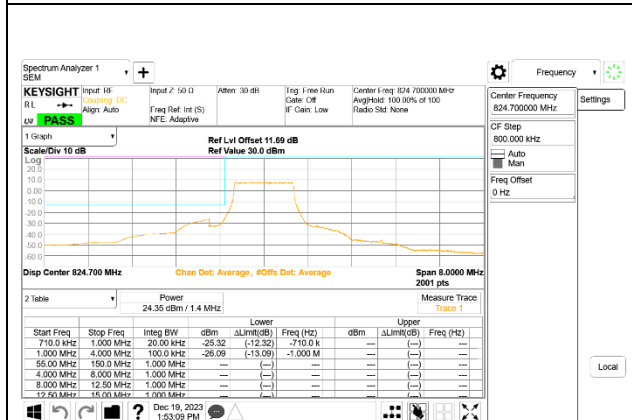 Spectrum Analyzer 1
SEM
Frequency
KEYSIGHT Input: RF Input Z: 50 Ω Atten: 30 dB Trig: Free Run Center Freq: 824.700000 MHz
RL Coupling: DC Gate: Off Avg|Hold: 100.00% of 100
Align: Auto Freq Ref: Int (S) IF Gain: Low Radio Std: None
NFE: Adaptive
PASS
Center Frequency
824.700000 MHz
Settings
CF Step
800.000 kHz
Auto
Man
Freq Offset
0 Hz
1 Graph
Ref Lvl Offset 11.69 dB
Scale/Div 10 dB Ref Value 30.0 dBm
Log
20.0
10.0
0.00
-10.0
-20.0
-30.0
-40.0
-50.0
-60.0
Disp Center 824.700 MHz Chan Det: Average, #Offs Det: Average Span 8.0000 MHz
2001 pts
2 Table Power Measure Trace
24.35 dBm / 1.4 MHz Trace 1
Lower Upper
Start Freq Stop Freq Integ BW dBm ΔLimit(dB) Freq (Hz) dBm ΔLimit(dB) Freq (Hz)
710.0 kHz 1.000 MHz 20.00 kHz -25.32 (-12.32) -710.0 k --- (---) ---
1.000 MHz 4.000 MHz 100.0 kHz -26.09 (-13.09) -1.000 M --- (---) ---
55.00 MHz 150.0 MHz 1.000 MHz --- (---) --- --- (---) ---
4.000 MHz 8.000 MHz 1.000 MHz --- (---) --- --- (---) ---
8.000 MHz 12.50 MHz 1.000 MHz --- (---) --- --- (---) ---
12.50 MHz 15.00 MHz 1.000 MHz --- (---) --- --- (---) ---
Local
? Dec 19, 2023
1:53:09 PM